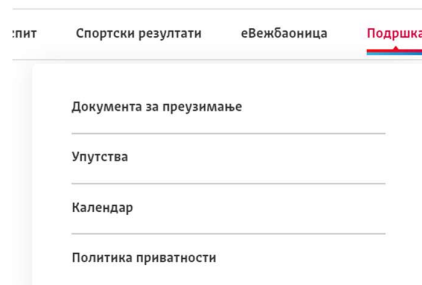 Спортски резултати еВежбаоница Подршка
Документа за преузимање
Упутства
Календар
Политика приватности